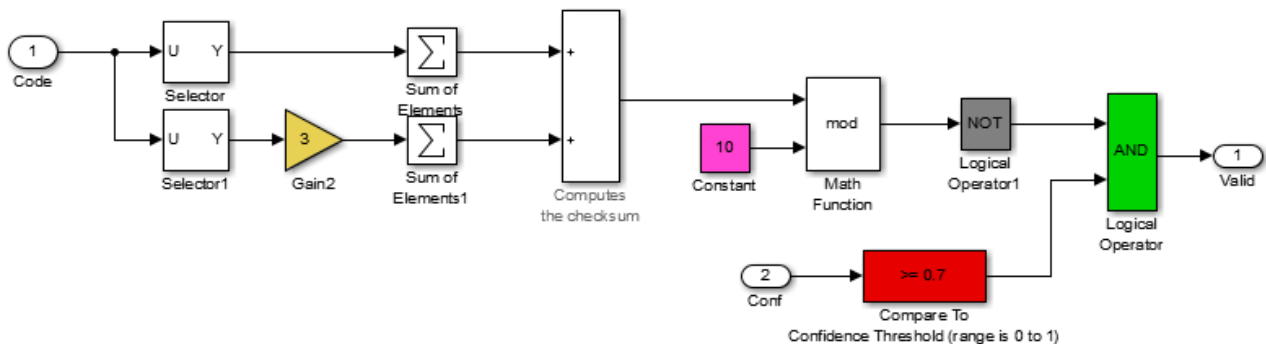 1
Code
U Y
Selector
U Y
Selector1
3
Gain2
Sum of
Elements
Sum of
Elements1
+
+
Computes
the checksum
10
Constant
mod
Math
Function
NOT
Logical
Operator1
AND
Logical
Operator
1
Valid
2
Conf
>= 0.7
Compare To
Confidence Threshold (range is 0 to 1)